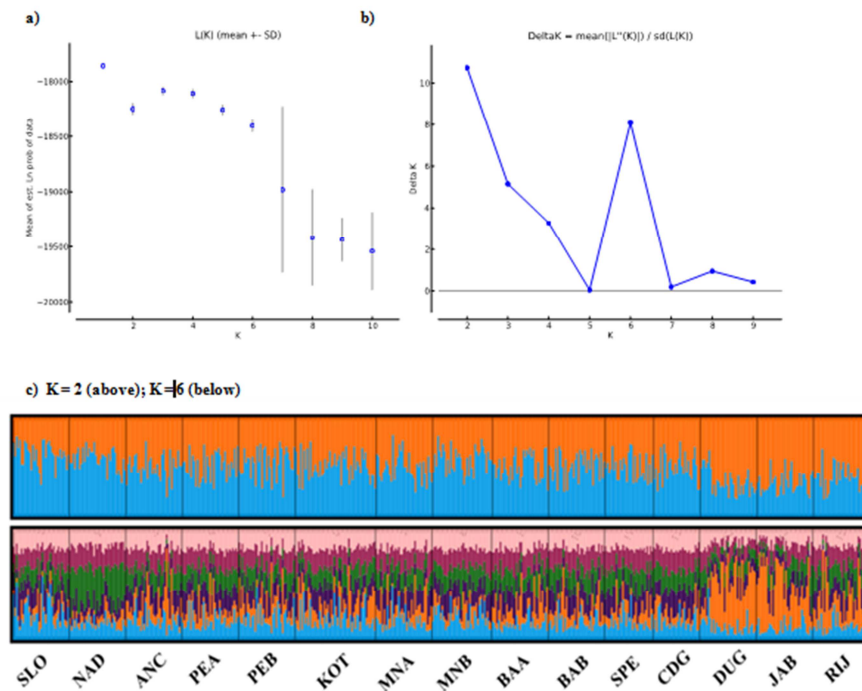 a)
b)
L(K) (mean +- SD)
DeltaK = mean(|L"(K)|) / sd(L(K))
Mean of est. Ln prob of data
−18000
−18500
−19000
−19500
−20000
2 4 6 8 10
K
Delta K
10
8
6
4
2
0
2 3 4 5 6 7 8 9
K
c) K = 2 (above); K=6 (below)
SLO NAD ANC PEA PEB KOT MNA MNB BAA BAB SPE CDG DUG JAB RIJ